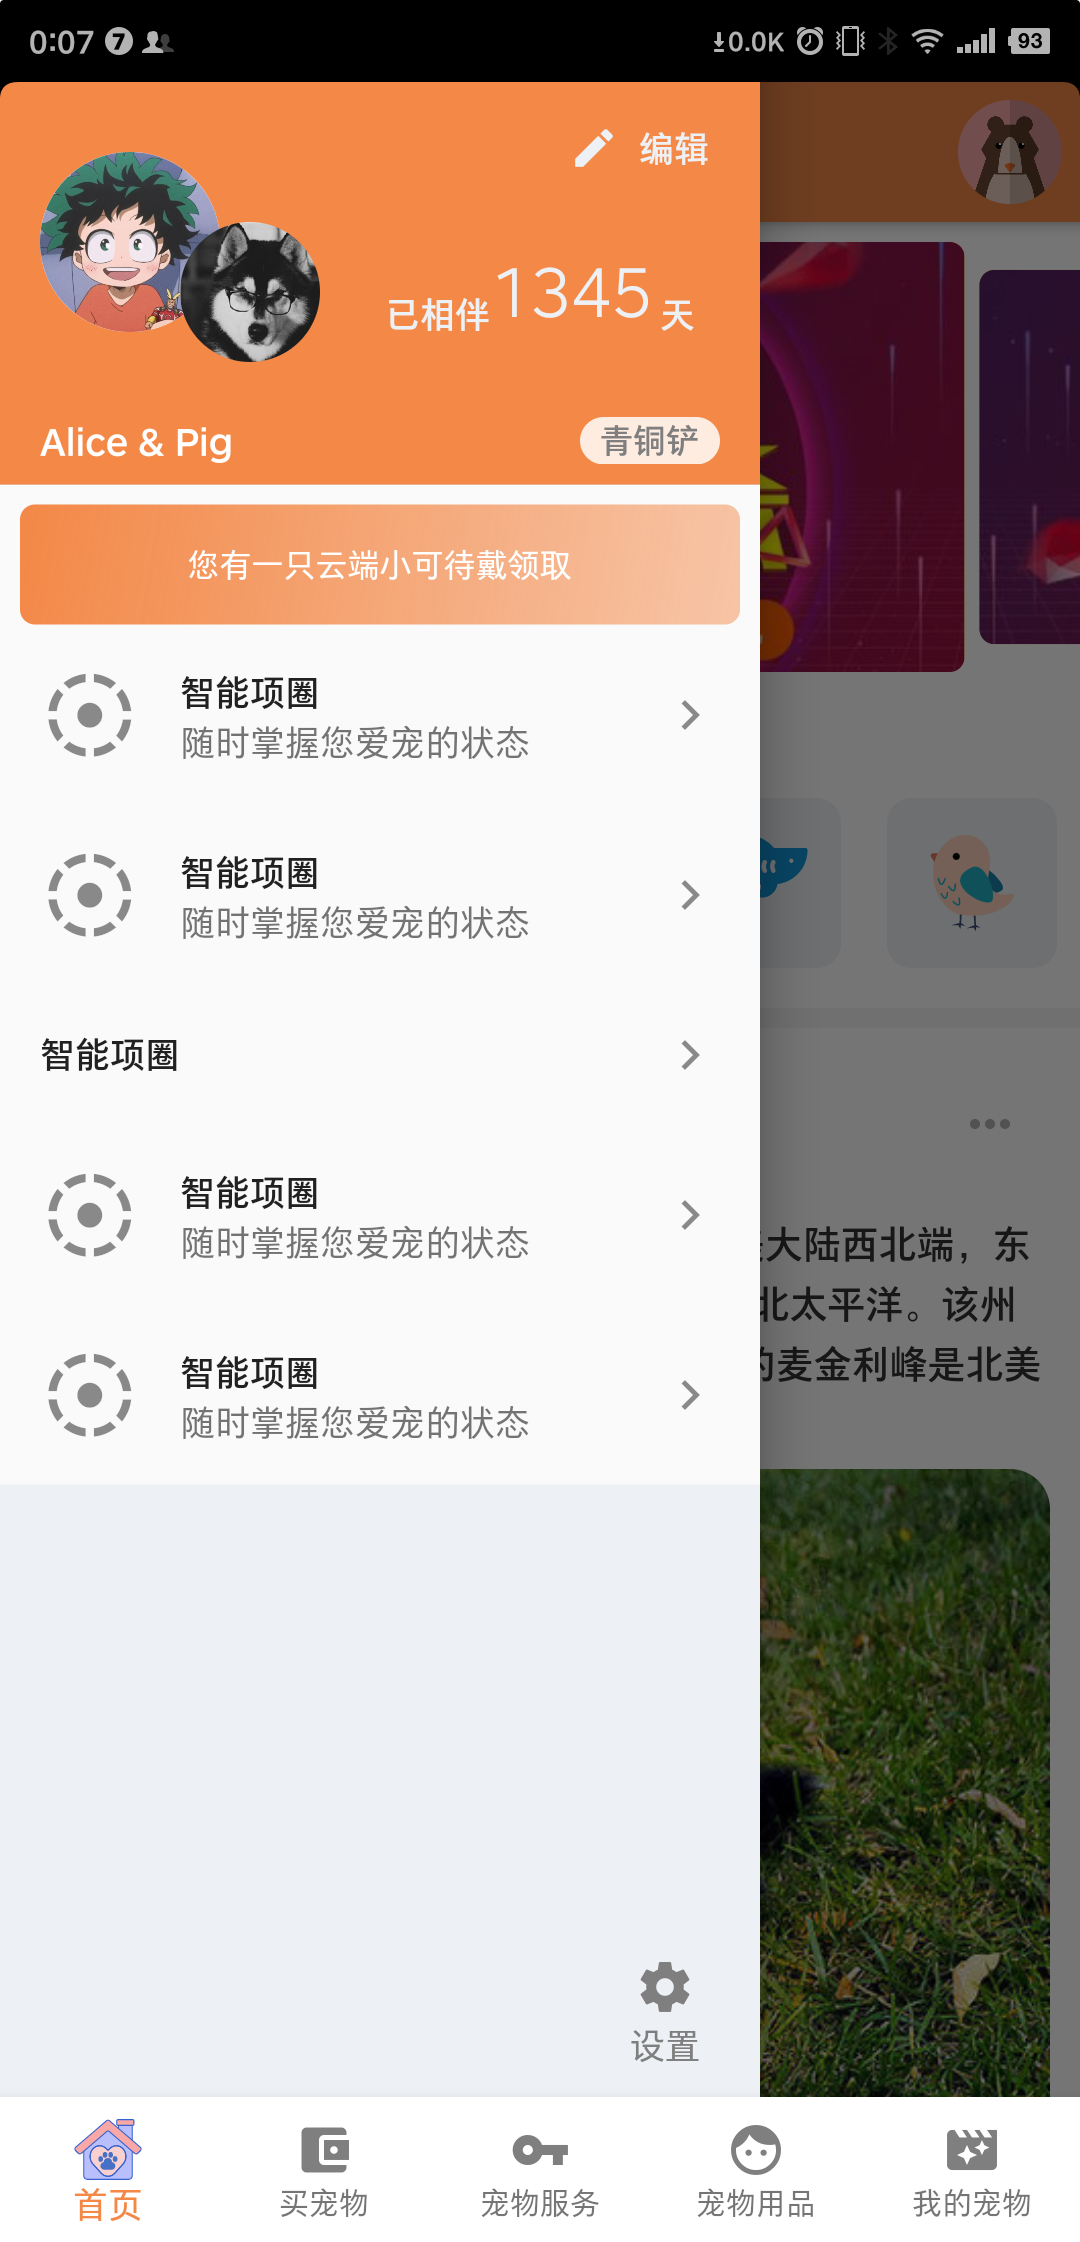 0:07
7
0.0K
93
编辑
已相伴1345天
Alice & Pig
青铜铲
您有一只云端小可待戴领取
智能项圈
随时掌握您爱宠的状态
智能项圈
随时掌握您爱宠的状态
智能项圈
智能项圈
随时掌握您爱宠的状态
智能项圈
随时掌握您爱宠的状态
大陆西北端，东
北太平洋。该州
的麦金利峰是北美
设置
首页
买宠物
宠物服务
宠物用品
我的宠物